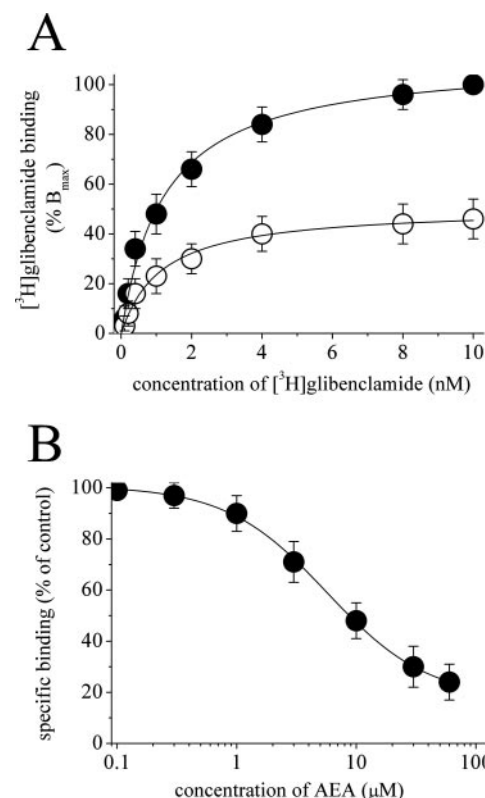 A
[³H]glibenclamide binding
(% B_max)
100
80
60
40
20
0
0 2 4 6 8 10
concentration of [³H]glibenclamide (nM)
B
specific binding (% of control)
100
80
60
40
20
0
0.1 1 10 100
concentration of AEA (μM)